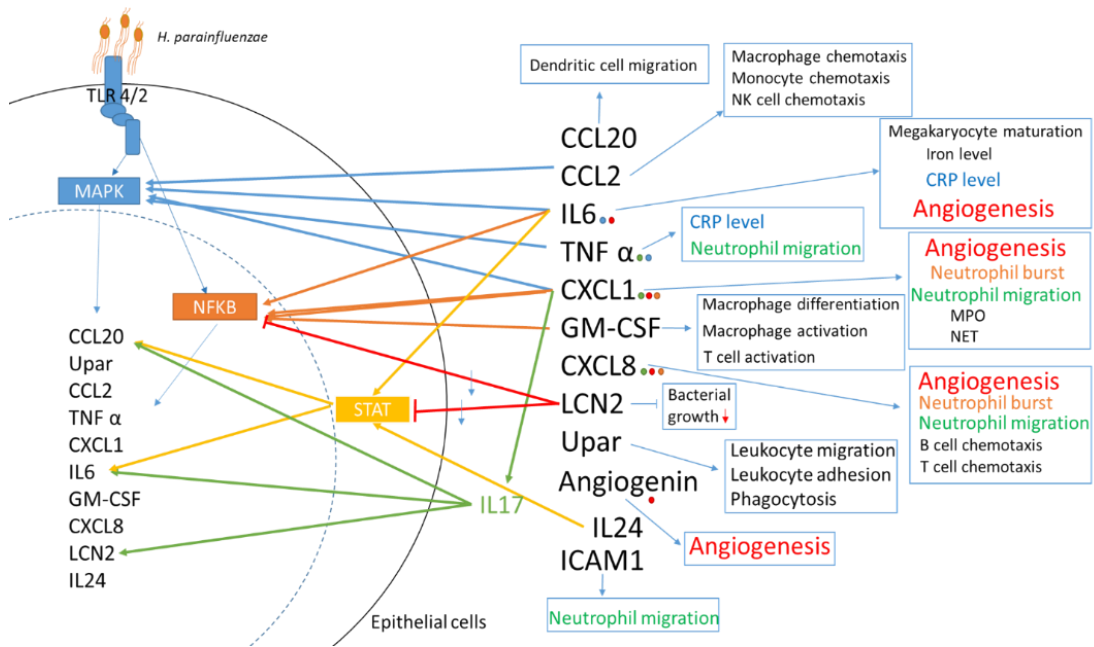 H. parainfluenzae
TLR 4/2
MAPK
NFKB
CCL20
Upar
CCL2
TNF α
CXCL1
IL6
GM-CSF
CXCL8
LCN2
IL24
STAT
IL17
Epithelial cells
Dendritic cell migration
Macrophage chemotaxis
Monocyte chemotaxis
NK cell chemotaxis
CCL20
CCL2
IL6
TNF α
CXCL1
GM-CSF
CXCL8
LCN2
Upar
Angiogenin
IL24
ICAM1
Megakaryocyte maturation
Iron level
CRP level
Angiogenesis
CRP level
Neutrophil migration
Angiogenesis
Neutrophil burst
Neutrophil migration
MPO
NET
Macrophage differentiation
Macrophage activation
T cell activation
Angiogenesis
Neutrophil burst
Neutrophil migration
B cell chemotaxis
T cell chemotaxis
Bacterial
growth
Leukocyte migration
Leukocyte adhesion
Phagocytosis
Angiogenesis
Neutrophil migration